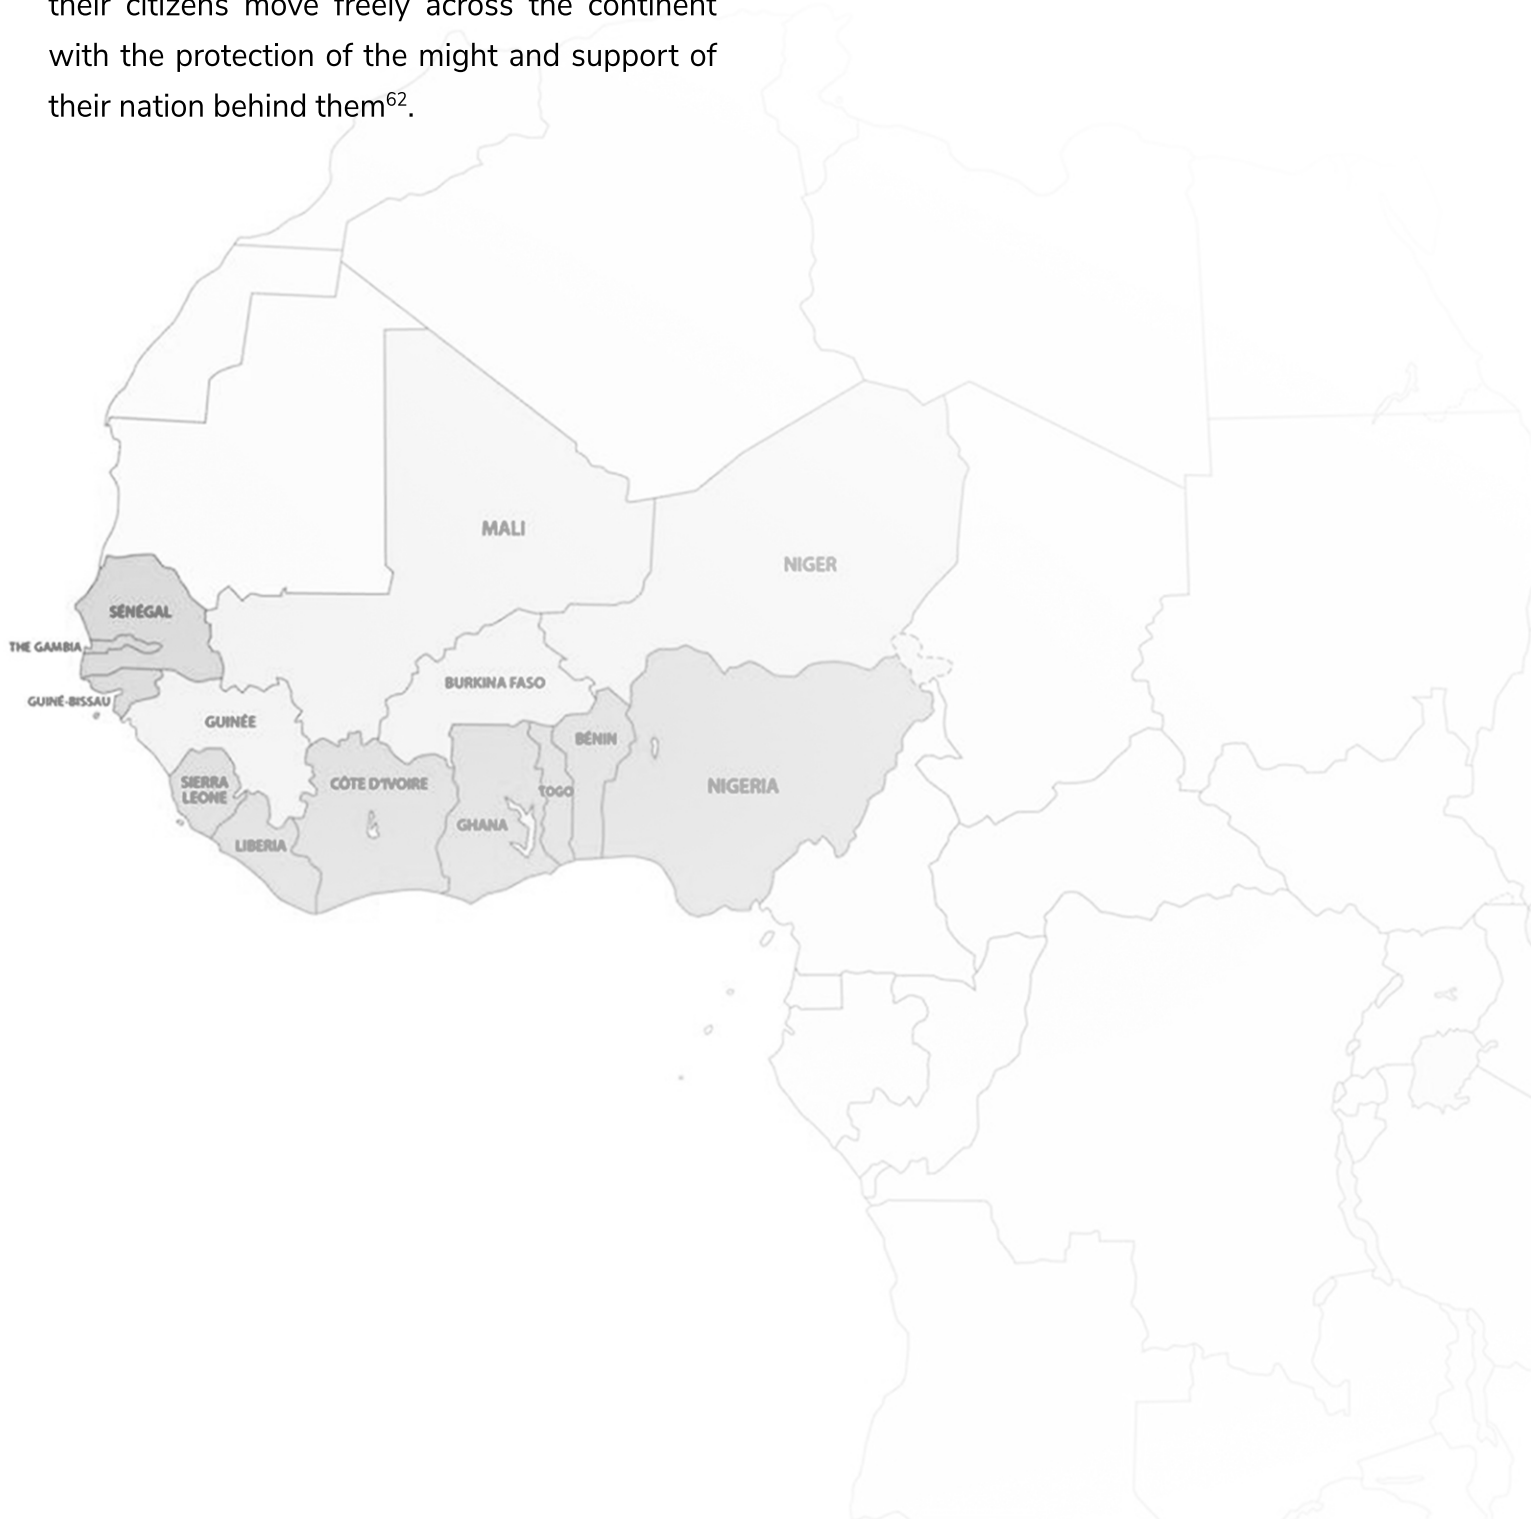 their citizens move freely across the continent
with the protection of the might and support of
their nation behind them⁶².
MALI
NIGER
SÉNÉGAL
THE GAMBIA
BURKINA FASO
GUINÉ-BISSAU
GUINÉE
BÉNIN
SIERRA
LEONE
CÔTE D'IVOIRE
TOGO
NIGERIA
GHANA
LIBERIA